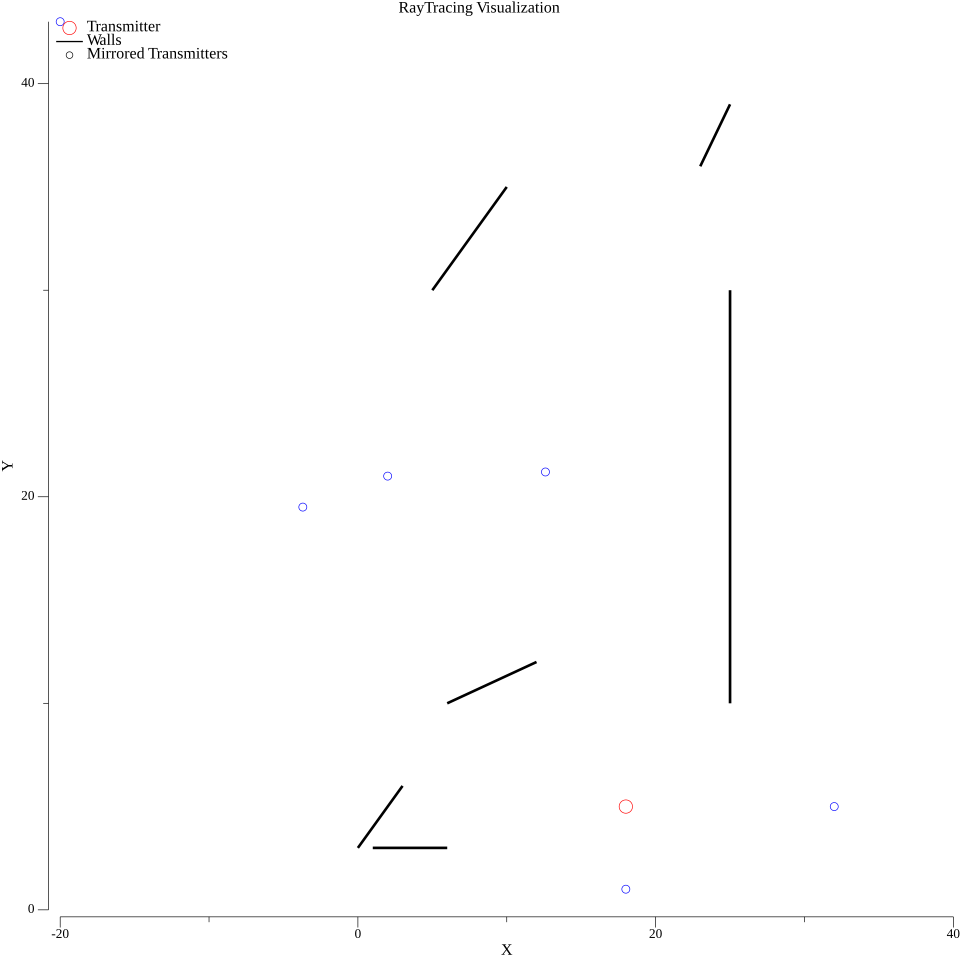 RayTracing Visualization
Transmitter
Walls
Mirrored Transmitters
40
Y
20
0
-20 0 20 40
X